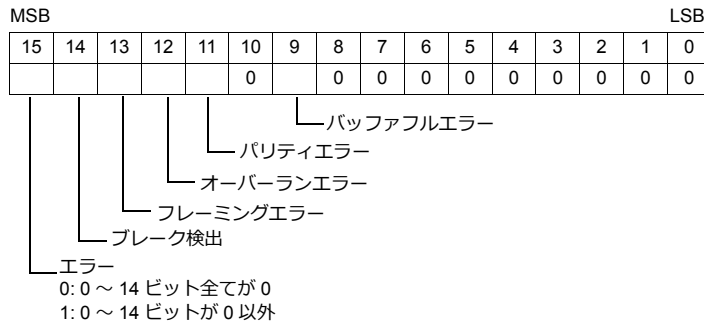 MSB LSB
15 14 13 12 11 10 9 8 7 6 5 4 3 2 1 0
0 0 0 0 0 0 0 0 0 0
バッファフルエラー
パリティエラー
オーバーランエラー
フレーミングエラー
ブレーク検出
エラー
0: 0 ～ 14 ビット全てが 0
1: 0 ～ 14 ビットが 0 以外